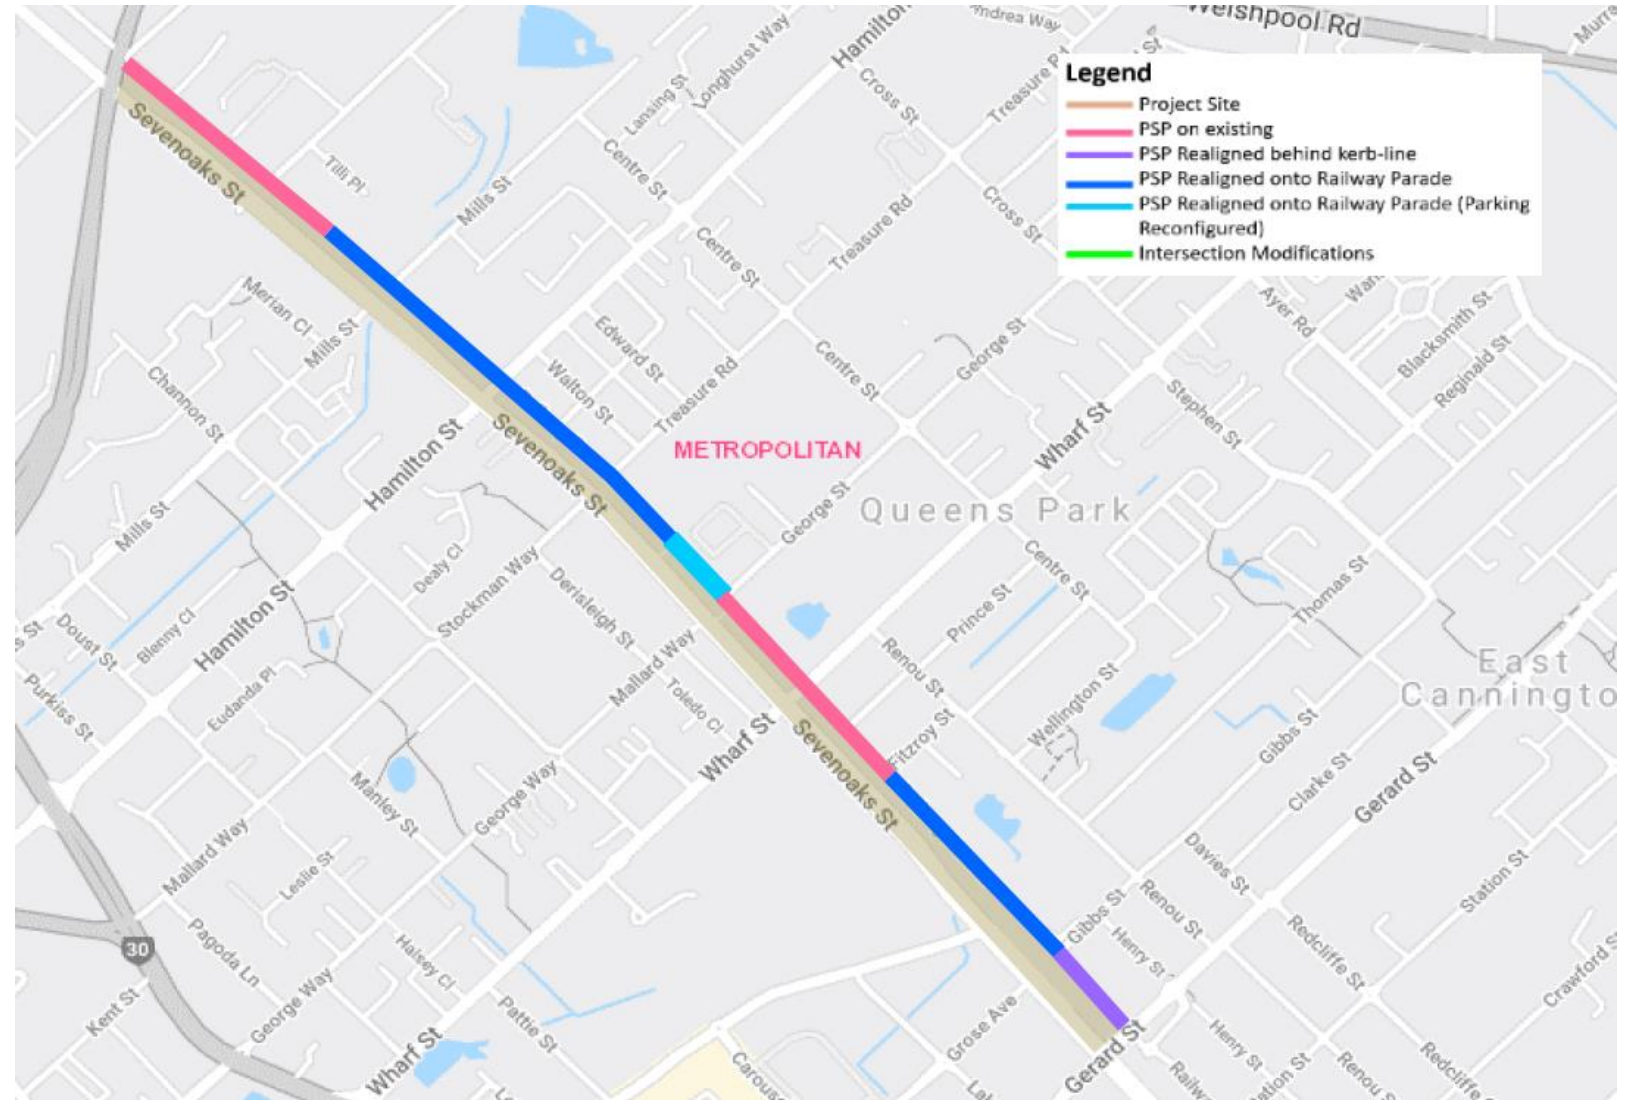 Andrea Way
Welshpool Rd
Hamilton
Longhurst Way
Treasure
St
Lansing St
Cross St
Legend
Project Site
PSP on existing
PSP Realigned behind kerb-line
PSP Realigned onto Railway Parade
PSP Realigned onto Railway Parade (Parking
Reconfigured)
Intersection Modifications
Sevenoaks St
Tilli Pl
Centre St
Mills St
Cross St
Treasure Rd
Centre St
Merian Cl
Mills St
Edward St
George St
Ayer Rd
Blacksmith St
Reginald St
Channon St
Walton St
Treasure Rd
Centre St
Stephen St
Hamilton St
Sevenoaks St
METROPOLITAN
Wharf St
George St
Queens Park
Mills St
Dealy Cl
Stockman Way
Derisleigh St
Centre St
Thomas St
Prince St
Doust St
Blenny Cl
Hamilton St
Mallard Way
Renou St
East
Canningto
Purkiss St
Eudanda Pl
Toledo Cl
Wellington St
Wharf St
Sevenoaks St
Fitzroy St
Gibbs St
Clarke St
Gerard St
Manley St
George Way
Mallard Way
Leslie St
Davies St
Station St
Gibbs St
Renou St
30
Pagoda Ln
Halsey Cl
Henry St
Redcliffe St
Crawford S
Kent St
George Way
Pattie St
Grose Ave
Wharf St
Gerard St
Henry St
Renou S
Redcliffe S
Carous
Railwa
tation St